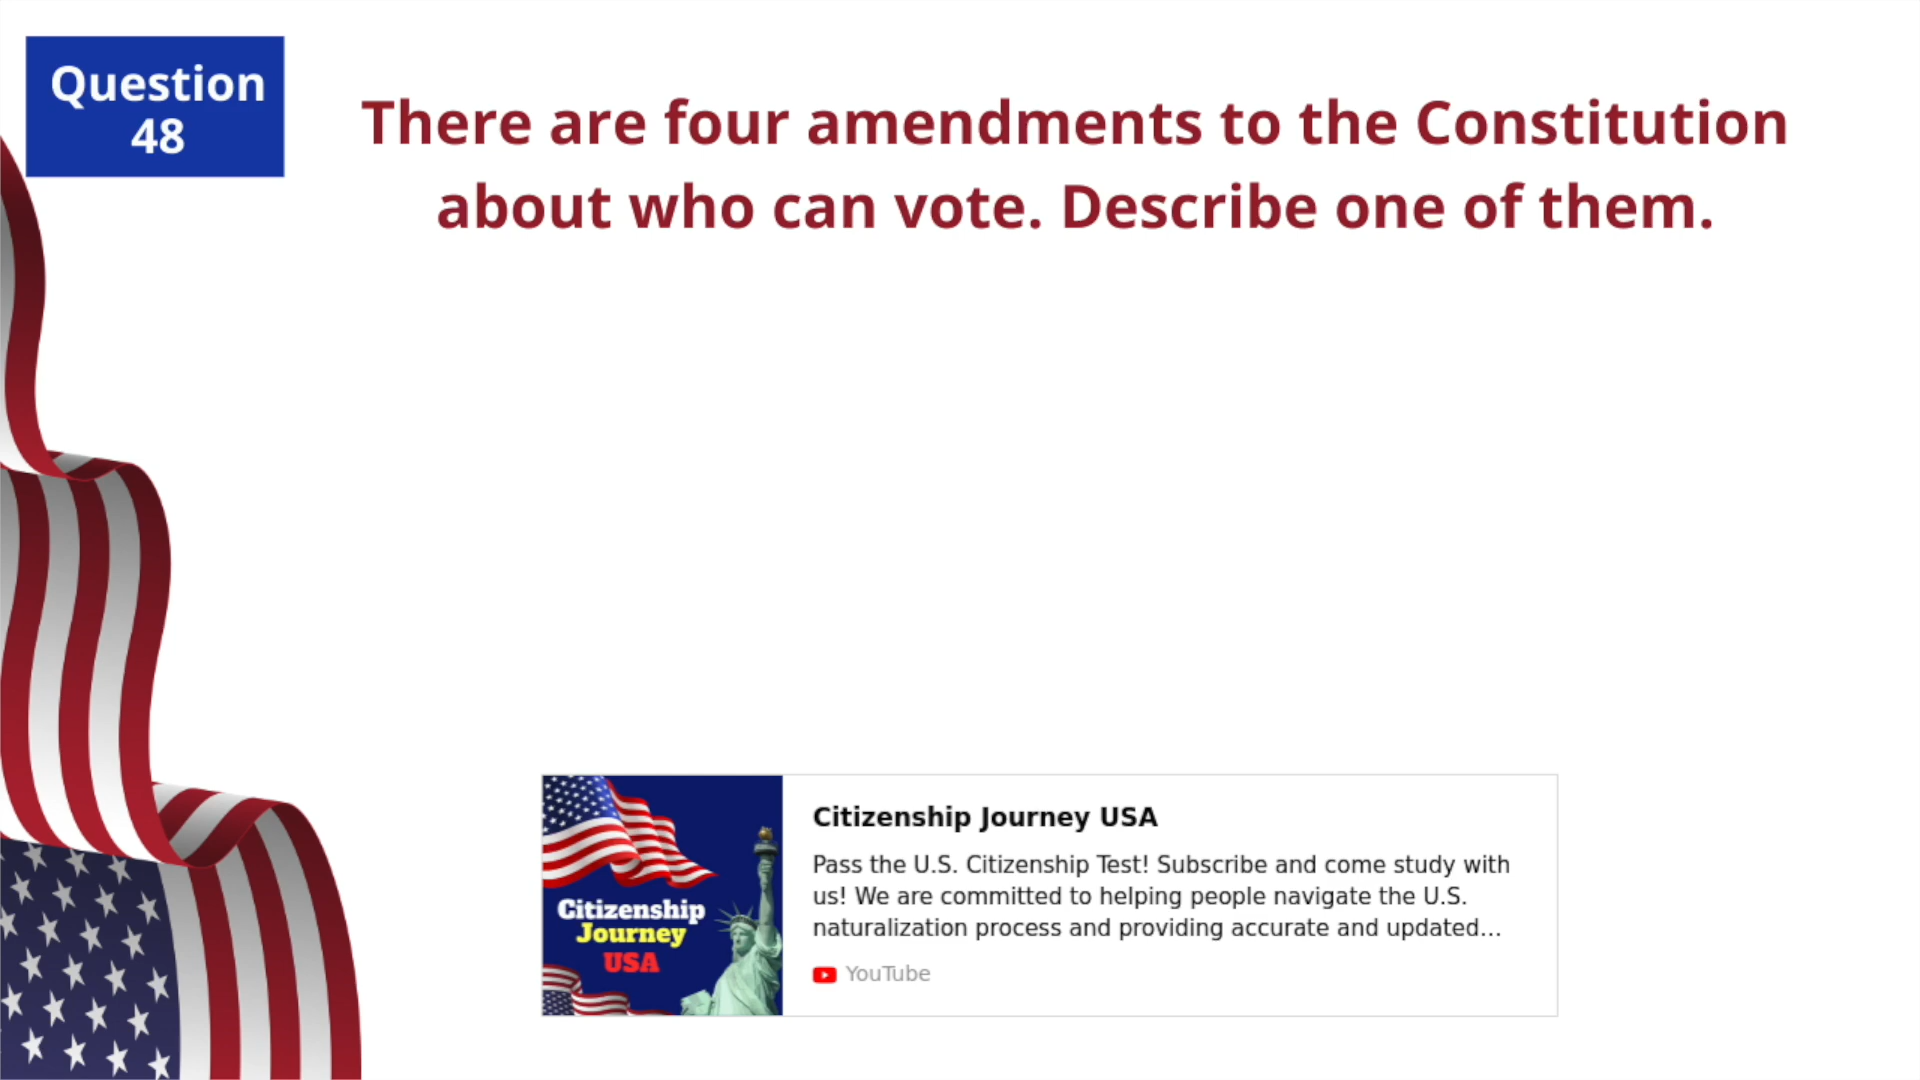 Question
48
There are four amendments to the Constitution
about who can vote. Describe one of them.
Citizenship
Journey
USA
Citizenship Journey USA
Pass the U.S. Citizenship Test! Subscribe and come study with
us! We are committed to helping people navigate the U.S.
naturalization process and providing accurate and updated...
YouTube